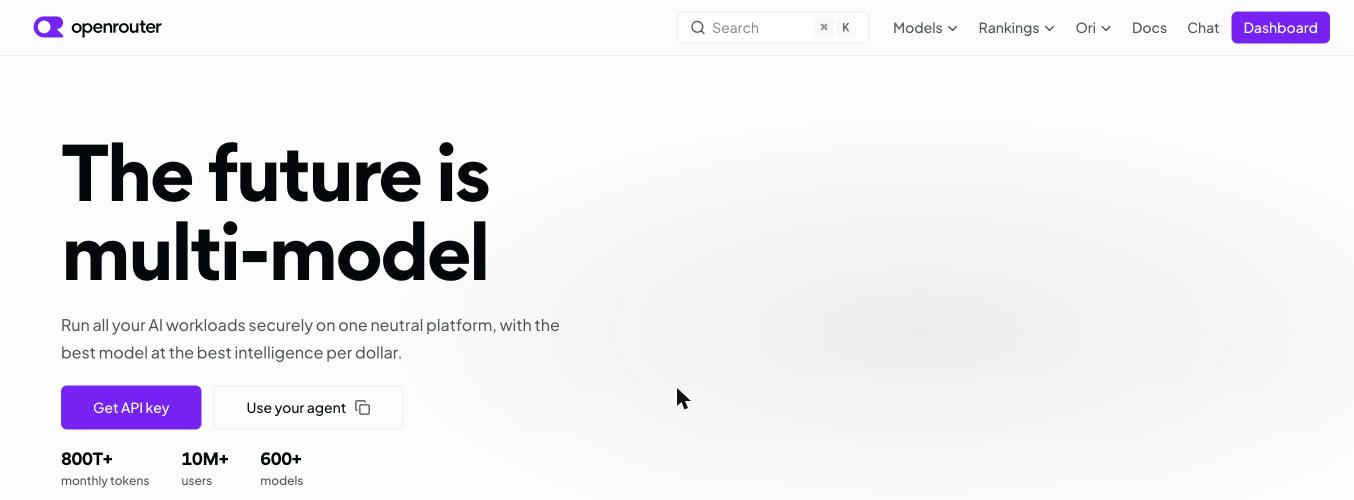 openrouter
Search ⌘ K
Models
Rankings
Ori
Docs
Chat
Dashboard
The future is
multi-model
Run all your AI workloads securely on one neutral platform, with the
best model at the best intelligence per dollar.
Get API key
Use your agent
800T+
monthly tokens
10M+
users
600+
models